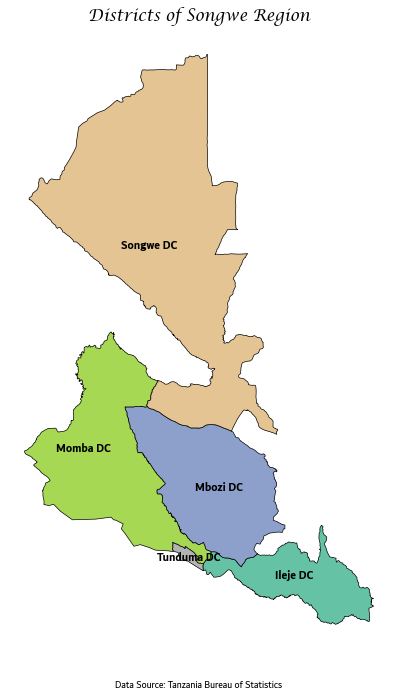 Districts of Songwe Region
Songwe DC
Momba DC
Mbozi DC
Tunduma DC
Ileje DC
Data Source: Tanzania Bureau of Statistics